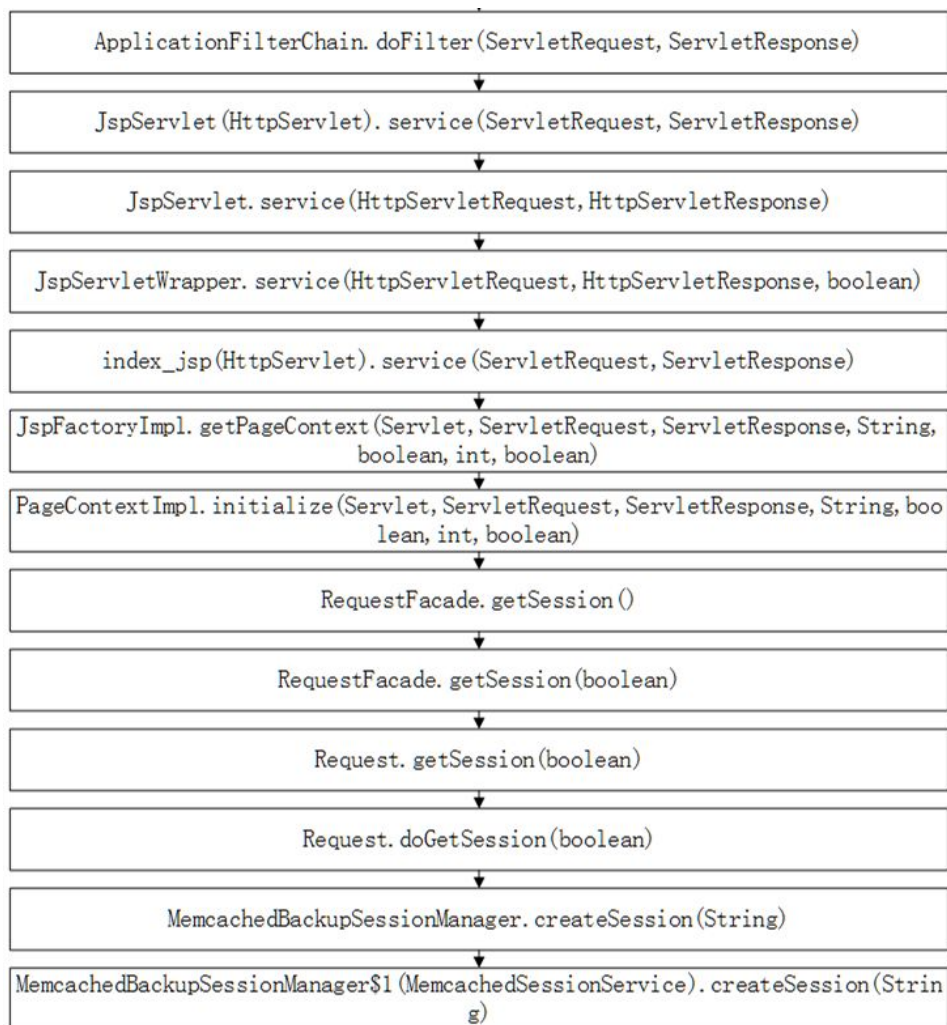 ApplicationFilterChain.doFilter(ServletRequest, ServletResponse)
JspServlet(HttpServlet).service(ServletRequest, ServletResponse)
JspServlet.service(HttpServletRequest, HttpServletResponse)
JspServletWrapper.service(HttpServletRequest, HttpServletResponse, boolean)
index_jsp(HttpServlet).service(ServletRequest, ServletResponse)
JspFactoryImpl.getPageContext(Servlet, ServletRequest, ServletResponse, String,
boolean, int, boolean)
PageContextImpl.initialize(Servlet, ServletRequest, ServletResponse, String, boo
lean, int, boolean)
RequestFacade.getSession()
RequestFacade.getSession(boolean)
Request.getSession(boolean)
Request.doGetSession(boolean)
MemcachedBackupSessionManager.createSession(String)
MemcachedBackupSessionManager$1(MemcachedSessionService).createSession(Strin
g)